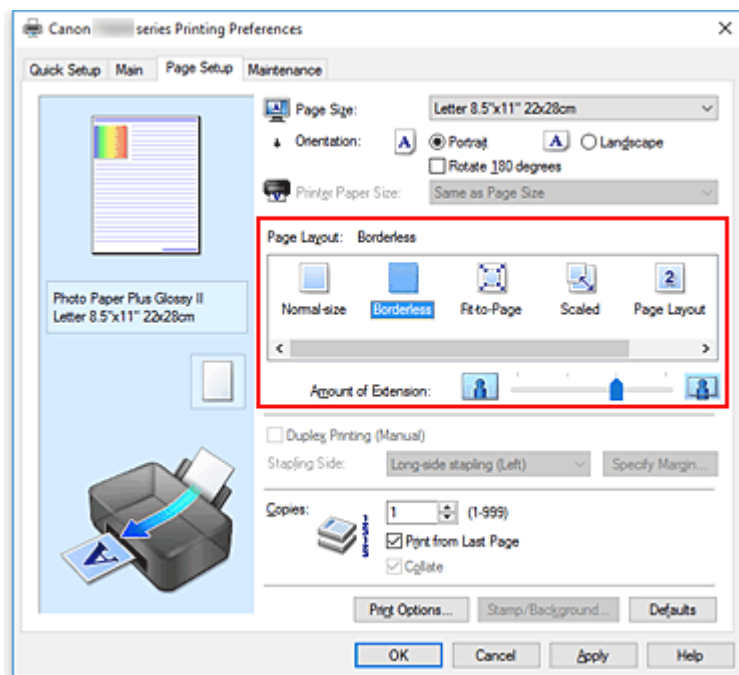 Canon series Printing Preferences
Quick Setup Main Page Setup Maintenance
Page Size: Letter 8.5"x11" 22x28cm
Orientation: A Portrait A Landscape
Rotate 180 degrees
Printer Paper Size: Same as Page Size
Page Layout: Borderless
2
Normal-size Borderless Fit-to-Page Scaled Page Layout
Photo Paper Plus Glossy II
Letter 8.5"x11" 22x28cm
Amount of Extension:
Duplex Printing (Manual)
Stapling Side: Long-side stapling (Left) Specify Margin...
Copies: 1 (1-999)
Print from Last Page
Collate
A
Print Options... Stamp/Background... Defaults
OK Cancel Apply Help